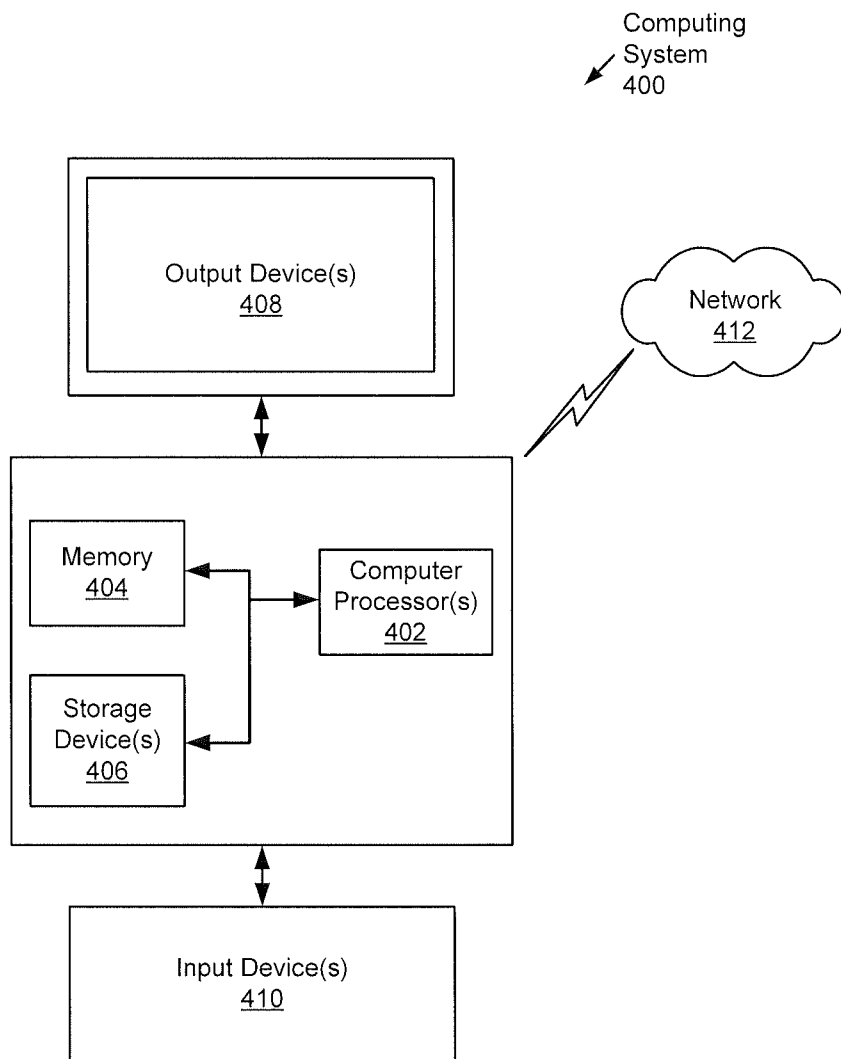 Computing
System
400
Output Device(s)
408
Network
412
Memory
404
Computer
Processor(s)
402
Storage
Device(s)
406
Input Device(s)
410